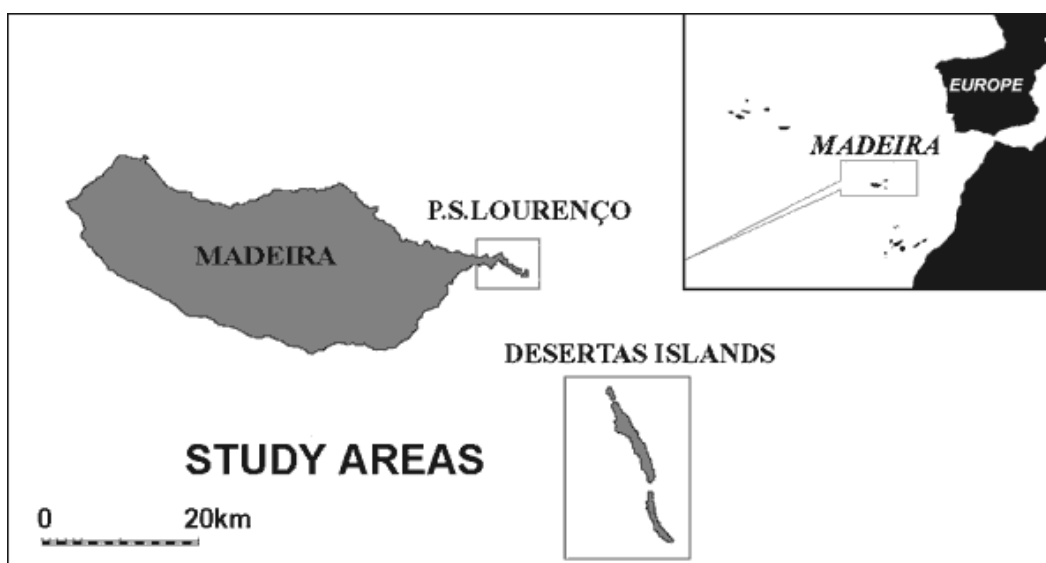 EUROPE
MADEIRA
P.S.LOURENÇO
MADEIRA
DESERTAS ISLANDS
STUDY AREAS
0 20km